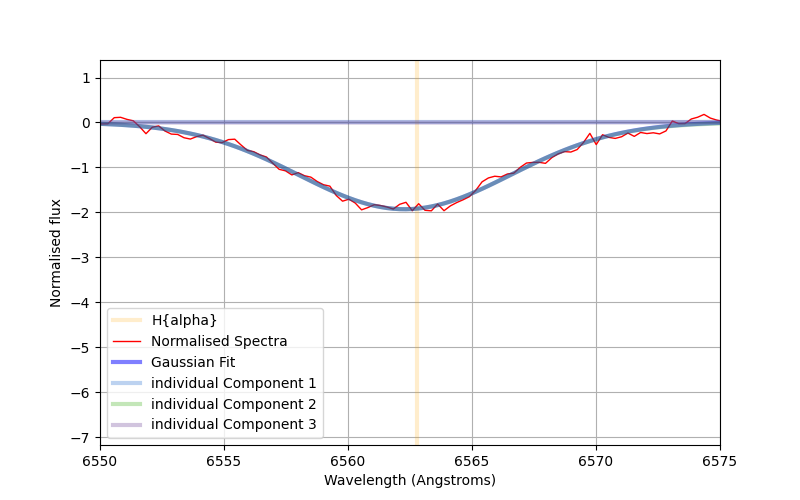 1
0
−1
−2
−3
−4
−5
−6
−7
Normalised flux
H{alpha}
Normalised Spectra
Gaussian Fit
individual Component 1
individual Component 2
individual Component 3
6550 6555 6560 6565 6570 6575
Wavelength (Angstroms)